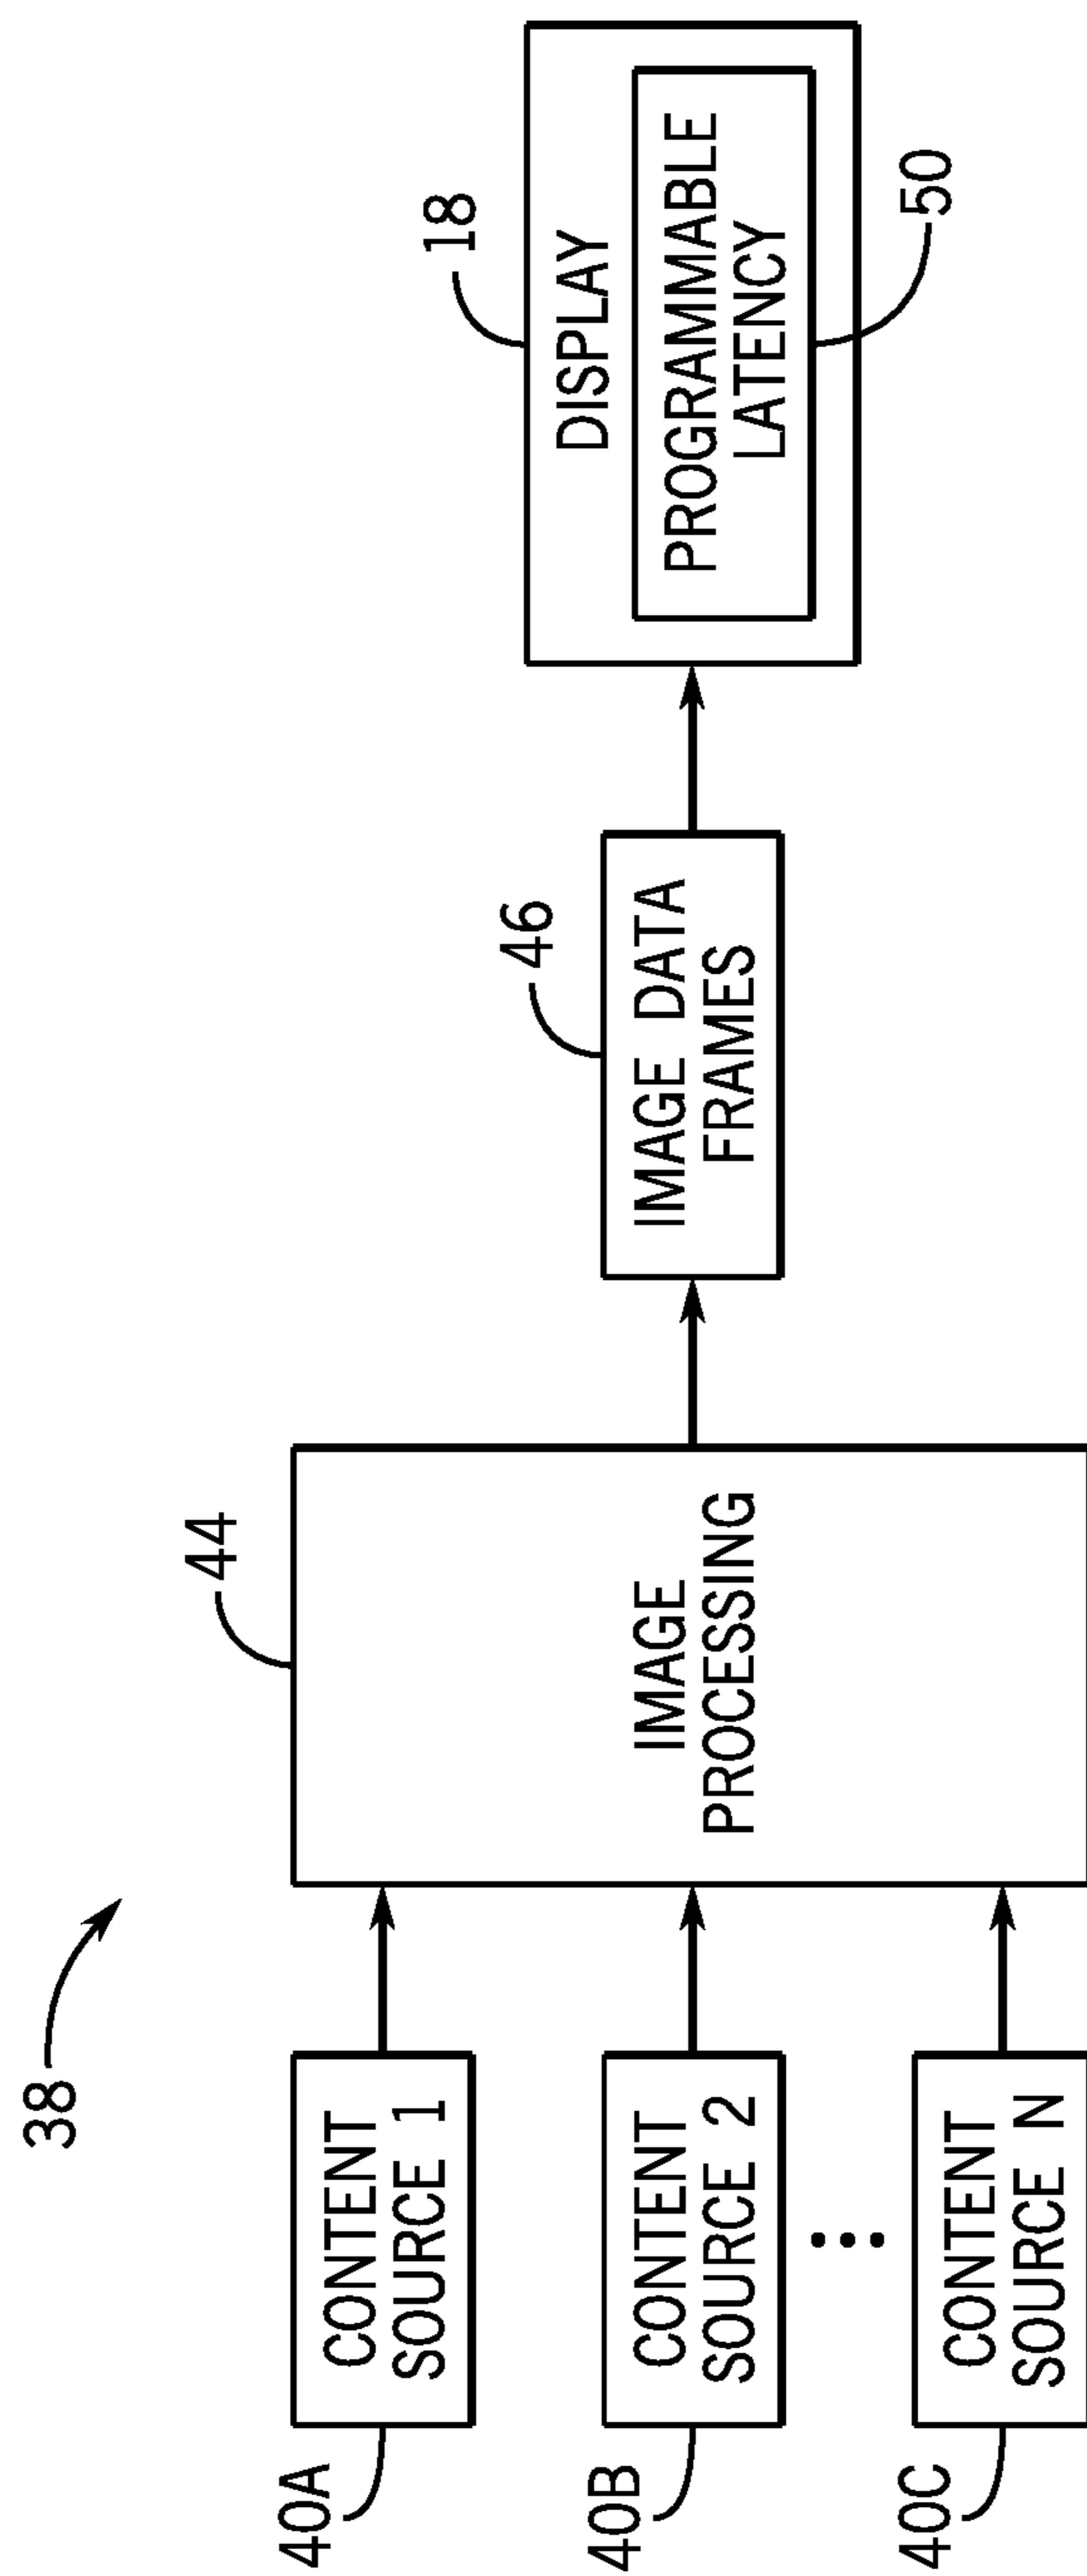 38
40A
CONTENT
SOURCE 1
40B
CONTENT
SOURCE 2
40C
CONTENT
SOURCE N
44
IMAGE
PROCESSING
46
IMAGE DATA
FRAMES
18
DISPLAY
PROGRAMMABLE
LATENCY
50